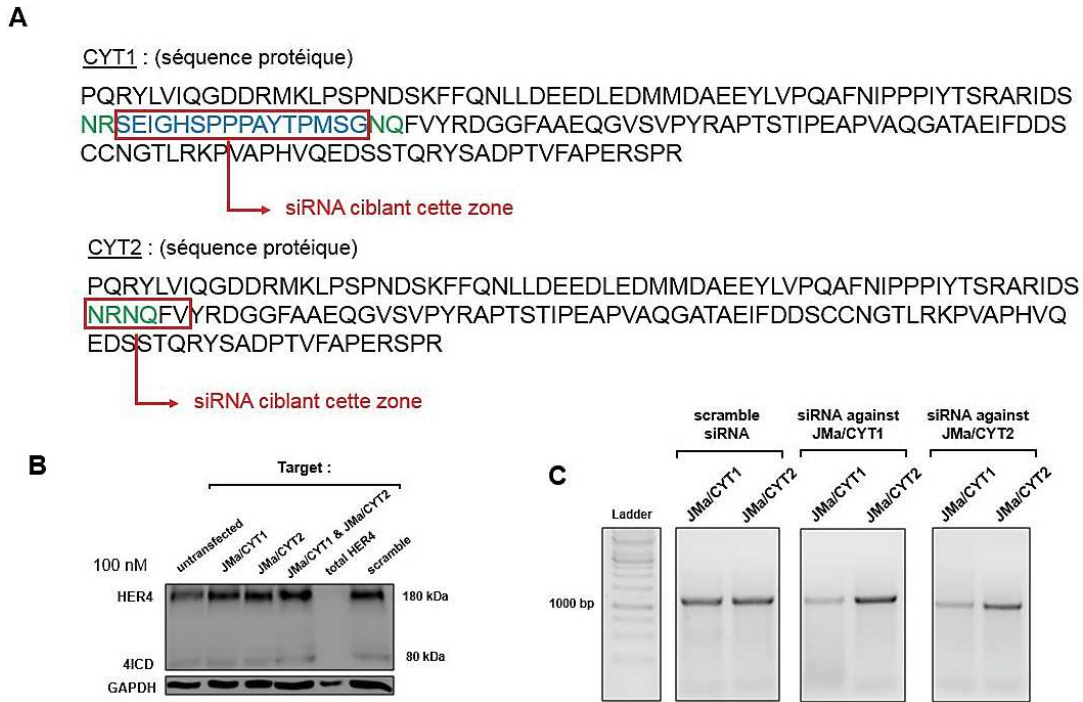 A
CYT1 : (séquence protéique)
PQRYLVIQGDDRMKLPSPNDSKFFQNLLDEEDLEDMMDAEEYLVPQAFNIPPPIYTSRARIDS
NRSEIGHSPPPAYTPMSGNQFVYRDGGFAAEQGVSVPYRAPTSTIPEAPVAQGATAEIFDDS
CCNGTLRKPVAPHVQEDSSTQRYSADPTVFAPERSPR
siRNA ciblant cette zone
CYT2 : (séquence protéique)
PQRYLVIQGDDRMKLPSPNDSKFFQNLLDEEDLEDMMDAEEYLVPQAFNIPPPIYTSRARIDS
NRNQFVYRDGGFAAEQGVSVPYRAPTSTIPEAPVAQGATAEIFDDSCCNGTLRKPVAPHVQ
EDSSTQRYSADPTVFAPERSPR
siRNA ciblant cette zone
B
Target :
untransfected
JMa/CYT1
JMa/CYT2
JMa/CYT1 & JMa/CYT2
total HER4
scramble
100 nM
HER4
180 kDa
4ICD
80 kDa
GAPDH
C
scramble
siRNA
siRNA against
JMa/CYT1
siRNA against
JMa/CYT2
Ladder
JMa/CYT1
JMa/CYT2
JMa/CYT1
JMa/CYT2
JMa/CYT1
JMa/CYT2
1000 bp